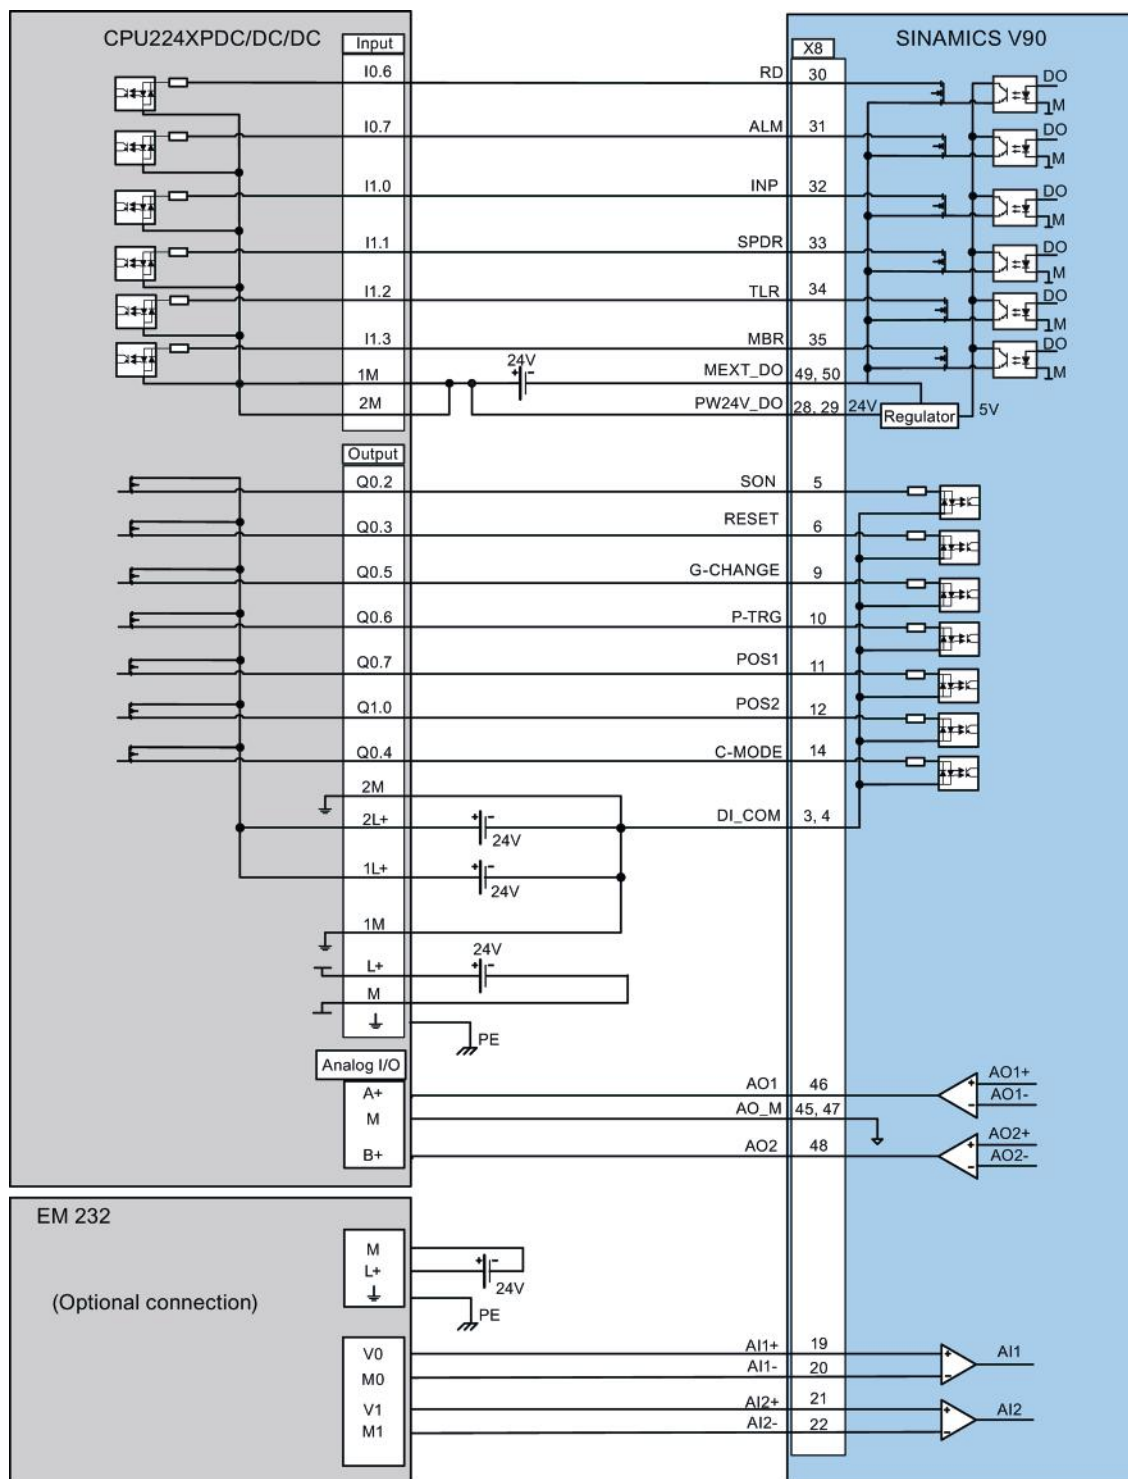 CPU224XPDC/DC/DC
SINAMICS V90
Input
X8
I0.6 RD 30 DO
M
I0.7 ALM 31 DO
M
I1.0 INP 32 DO
M
I1.1 SPDR 33 DO
M
I1.2 TLR 34 DO
M
I1.3 MBR 35 DO
M
1M 24V + - MEXT_DO 49, 50
2M PW24V_DO 28, 29 24V Regulator 5V
Output
Q0.2 SON 5
Q0.3 RESET 6
Q0.5 G-CHANGE 9
Q0.6 P-TRG 10
Q0.7 POS1 11
Q1.0 POS2 12
Q0.4 C-MODE 14
2M
2L+ + - 24V DI_COM 3, 4
1L+ + - 24V
1M
24V
L+ + -
M
PE
Analog I/O
A+ AO1 46 + - AO1+
AO1-
M AO_M 45, 47
B+ AO2 48 + - AO2+
AO2-
EM 232
(Optional connection)
M
L+ + - 24V
PE
V0 AI1+ 19 + AI1
M0 AI1- 20 -
V1 AI2+ 21 + AI2
M1 AI2- 22 -